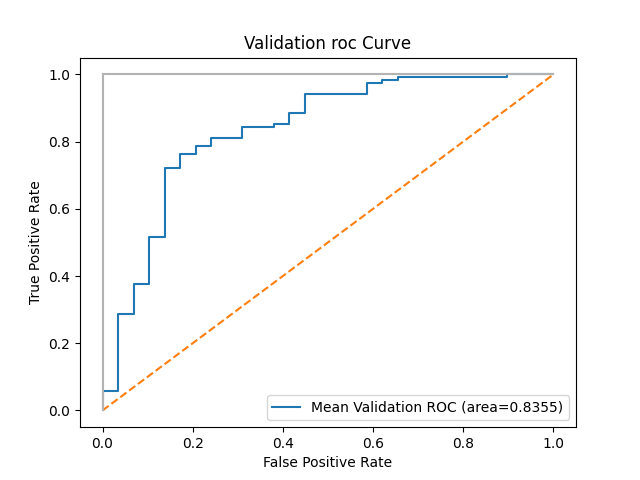 Validation roc Curve
True Positive Rate
1.0
0.8
0.6
0.4
0.2
0.0
Mean Validation ROC (area=0.8355)
0.0 0.2 0.4 0.6 0.8 1.0
False Positive Rate